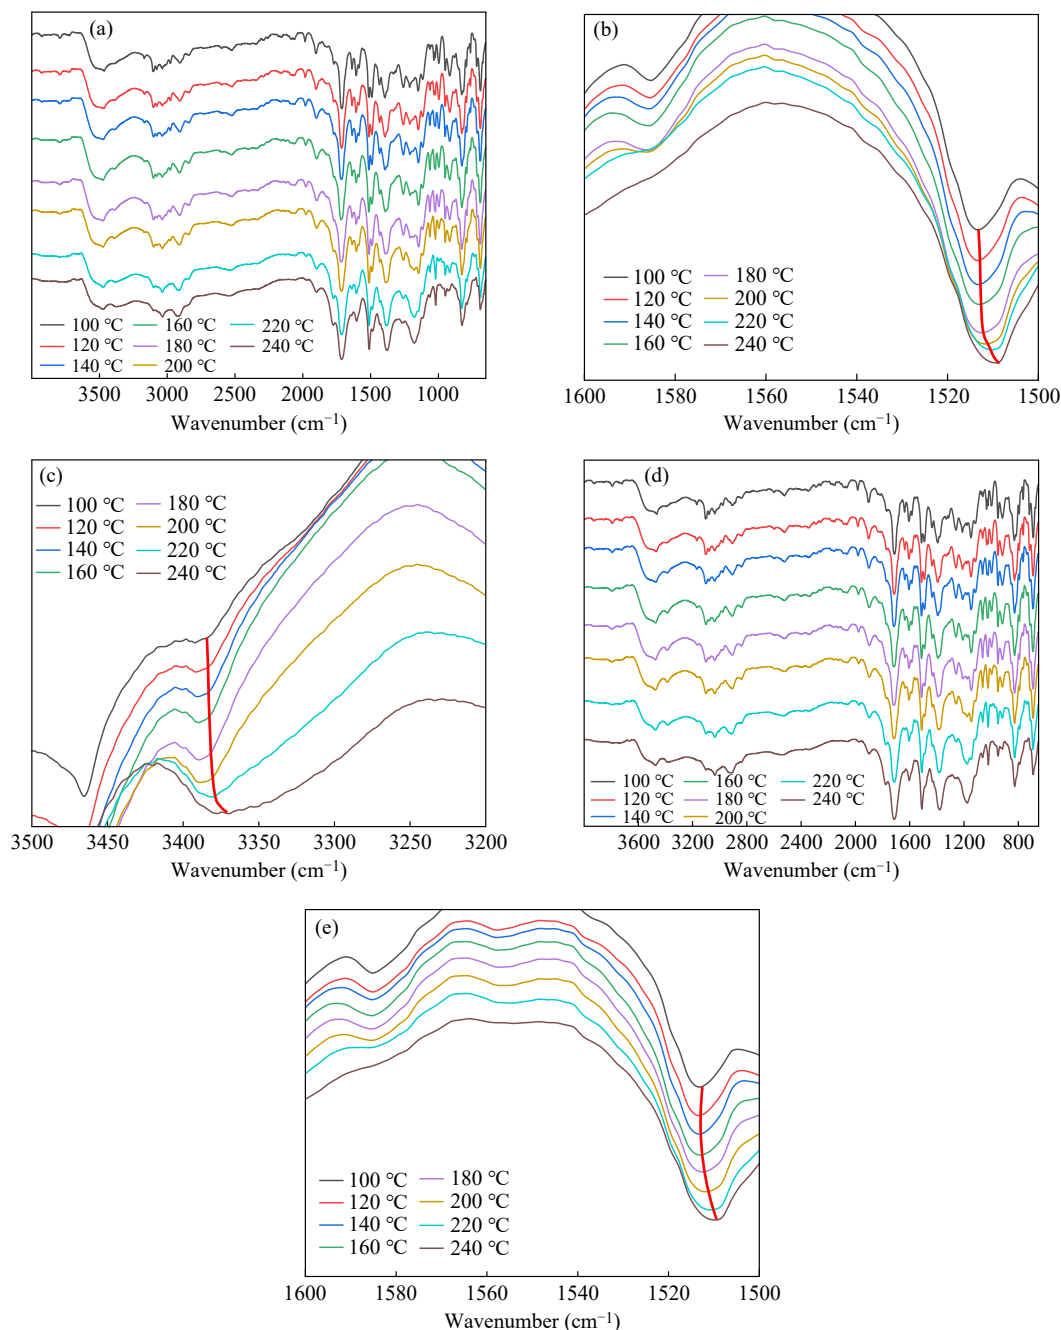 (a)
100 °C 160 °C 220 °C
120 °C 180 °C 240 °C
140 °C 200 °C
3500 3000 2500 2000 1500 1000
Wavenumber (cm⁻¹)
(b)
100 °C 180 °C
120 °C 200 °C
140 °C 220 °C
160 °C 240 °C
1600 1580 1560 1540 1520 1500
Wavenumber (cm⁻¹)
(c)
100 °C 180 °C
120 °C 200 °C
140 °C 220 °C
160 °C 240 °C
3500 3450 3400 3350 3300 3250 3200
Wavenumber (cm⁻¹)
(d)
100 °C 160 °C 220 °C
120 °C 180 °C 240 °C
140 °C 200 °C
3600 3200 2800 2400 2000 1600 1200 800
Wavenumber (cm⁻¹)
(e)
100 °C 180 °C
120 °C 200 °C
140 °C 220 °C
160 °C 240 °C
1600 1580 1560 1540 1520 1500
Wavenumber (cm⁻¹)